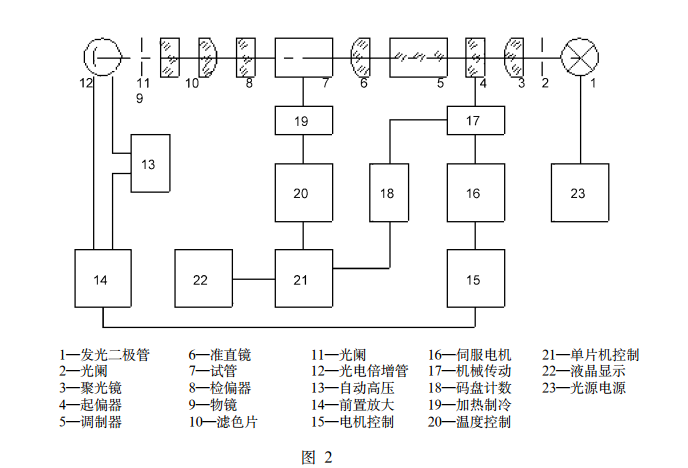 12 11 10 8 7 6 5 4 3 2 1
9
19 17
13
20 18 16 23
14 22 21 15
1—发光二极管 6—准直镜 11—光阑 16—伺服电机 21—单片机控制
2—光阑 7—试管 12—光电倍增管 17—机械传动 22—液晶显示
3—聚光镜 8—检偏器 13—自动高压 18—码盘计数 23—光源电源
4—起偏器 9—物镜 14—前置放大 19—加热制冷
5—调制器 10—滤色片 15—电机控制 20—温度控制
图 2